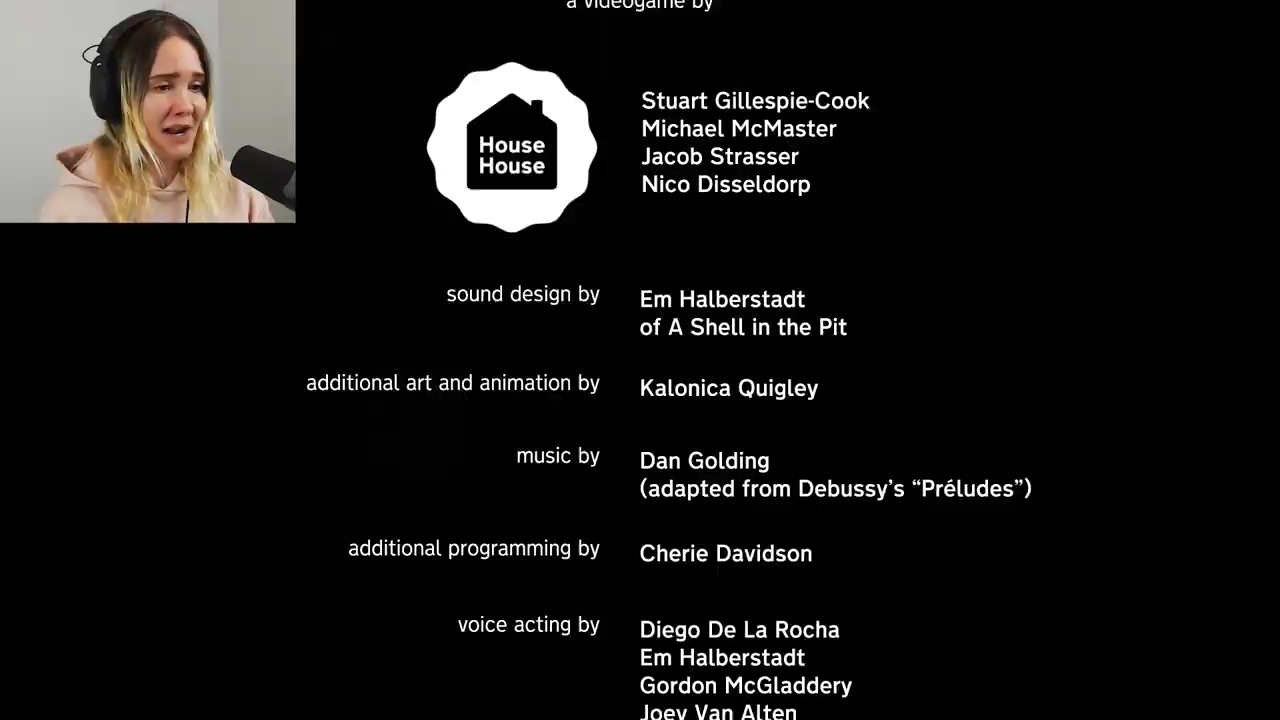 a videogame by
House
House
Stuart Gillespie-Cook
Michael McMaster
Jacob Strasser
Nico Disseldorp
sound design by
Em Halberstadt
of A Shell in the Pit
additional art and animation by
Kalonica Quigley
music by
Dan Golding
(adapted from Debussy’s “Préludes”)
additional programming by
Cherie Davidson
voice acting by
Diego De La Rocha
Em Halberstadt
Gordon McGladdery
Joey Van Alten